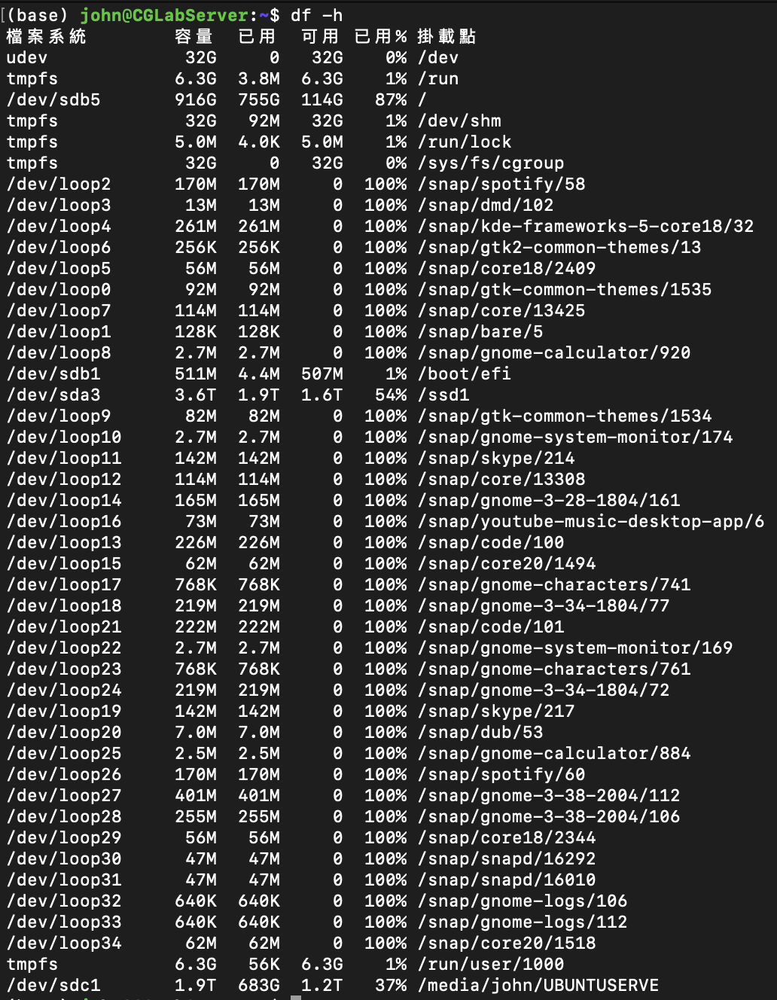 [(base) john@CGLabServer:~$ df -h
檔案系統 容量 已用 可用 已用% 掛載點
udev 32G 0 32G 0% /dev
tmpfs 6.3G 3.8M 6.3G 1% /run
/dev/sdb5 916G 755G 114G 87% /
tmpfs 32G 92M 32G 1% /dev/shm
tmpfs 5.0M 4.0K 5.0M 1% /run/lock
tmpfs 32G 0 32G 0% /sys/fs/cgroup
/dev/loop2 170M 170M 0 100% /snap/spotify/58
/dev/loop3 13M 13M 0 100% /snap/dmd/102
/dev/loop4 261M 261M 0 100% /snap/kde-frameworks-5-core18/32
/dev/loop6 256K 256K 0 100% /snap/gtk2-common-themes/13
/dev/loop5 56M 56M 0 100% /snap/core18/2409
/dev/loop0 92M 92M 0 100% /snap/gtk-common-themes/1535
/dev/loop7 114M 114M 0 100% /snap/core/13425
/dev/loop1 128K 128K 0 100% /snap/bare/5
/dev/loop8 2.7M 2.7M 0 100% /snap/gnome-calculator/920
/dev/sdb1 511M 4.4M 507M 1% /boot/efi
/dev/sda3 3.6T 1.9T 1.6T 54% /ssd1
/dev/loop9 82M 82M 0 100% /snap/gtk-common-themes/1534
/dev/loop10 2.7M 2.7M 0 100% /snap/gnome-system-monitor/174
/dev/loop11 142M 142M 0 100% /snap/skype/214
/dev/loop12 114M 114M 0 100% /snap/core/13308
/dev/loop14 165M 165M 0 100% /snap/gnome-3-28-1804/161
/dev/loop16 73M 73M 0 100% /snap/youtube-music-desktop-app/6
/dev/loop13 226M 226M 0 100% /snap/code/100
/dev/loop15 62M 62M 0 100% /snap/core20/1494
/dev/loop17 768K 768K 0 100% /snap/gnome-characters/741
/dev/loop18 219M 219M 0 100% /snap/gnome-3-34-1804/77
/dev/loop21 222M 222M 0 100% /snap/code/101
/dev/loop22 2.7M 2.7M 0 100% /snap/gnome-system-monitor/169
/dev/loop23 768K 768K 0 100% /snap/gnome-characters/761
/dev/loop24 219M 219M 0 100% /snap/gnome-3-34-1804/72
/dev/loop19 142M 142M 0 100% /snap/skype/217
/dev/loop20 7.0M 7.0M 0 100% /snap/dub/53
/dev/loop25 2.5M 2.5M 0 100% /snap/gnome-calculator/884
/dev/loop26 170M 170M 0 100% /snap/spotify/60
/dev/loop27 401M 401M 0 100% /snap/gnome-3-38-2004/112
/dev/loop28 255M 255M 0 100% /snap/gnome-3-38-2004/106
/dev/loop29 56M 56M 0 100% /snap/core18/2344
/dev/loop30 47M 47M 0 100% /snap/snapd/16292
/dev/loop31 47M 47M 0 100% /snap/snapd/16010
/dev/loop32 640K 640K 0 100% /snap/gnome-logs/106
/dev/loop33 640K 640K 0 100% /snap/gnome-logs/112
/dev/loop34 62M 62M 0 100% /snap/core20/1518
tmpfs 6.3G 56K 6.3G 1% /run/user/1000
/dev/sdc1 1.9T 683G 1.2T 37% /media/john/UBUNTUSERVE